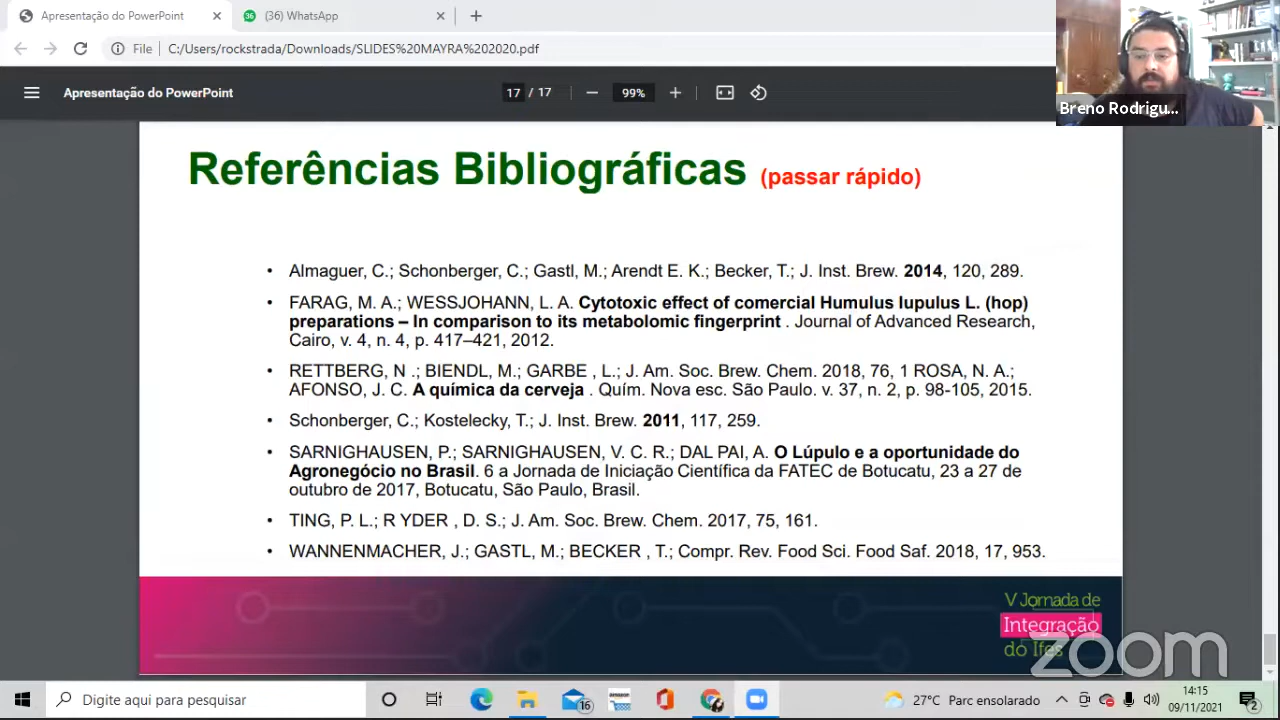 Apresentação do PowerPoint
36
(36) WhatsApp
File
C:/Users/rockstrada/Downloads/SLIDES%20MAYRA%202020.pdf
Apresentação do PowerPoint
17 / 17
99%
Breno Rodrigu...
Referências Bibliográficas (passar rápido)
• Almaguer, C.; Schonberger, C.; Gastl, M.; Arendt E. K.; Becker, T.; J. Inst. Brew. 2014, 120, 289.
• FARAG, M. A.; WESSJOHANN, L. A. Cytotoxic effect of comercial Humulus lupulus L. (hop)
preparations – In comparison to its metabolomic fingerprint . Journal of Advanced Research,
Cairo, v. 4, n. 4, p. 417–421, 2012.
• RETTBERG, N .; BIENDL, M.; GARBE , L.; J. Am. Soc. Brew. Chem. 2018, 76, 1 ROSA, N. A.;
AFONSO, J. C. A química da cerveja . Quím. Nova esc. São Paulo. v. 37, n. 2, p. 98-105, 2015.
• Schonberger, C.; Kostelecky, T.; J. Inst. Brew. 2011, 117, 259.
• SARNIGHAUSEN, P.; SARNIGHAUSEN, V. C. R.; DAL PAI, A. O Lúpulo e a oportunidade do
Agronegócio no Brasil. 6 a Jornada de Iniciação Científica da FATEC de Botucatu, 23 a 27 de
outubro de 2017, Botucatu, São Paulo, Brasil.
• TING, P. L.; R YDER , D. S.; J. Am. Soc. Brew. Chem. 2017, 75, 161.
• WANNENMACHER, J.; GASTL, M.; BECKER , T.; Compr. Rev. Food Sci. Food Saf. 2018, 17, 953.
V Jornada de
Integração
do Ifes
zoom
Digite aqui para pesquisar
16
amazon
27°C Parc ensolarado
14:15
09/11/2021
2